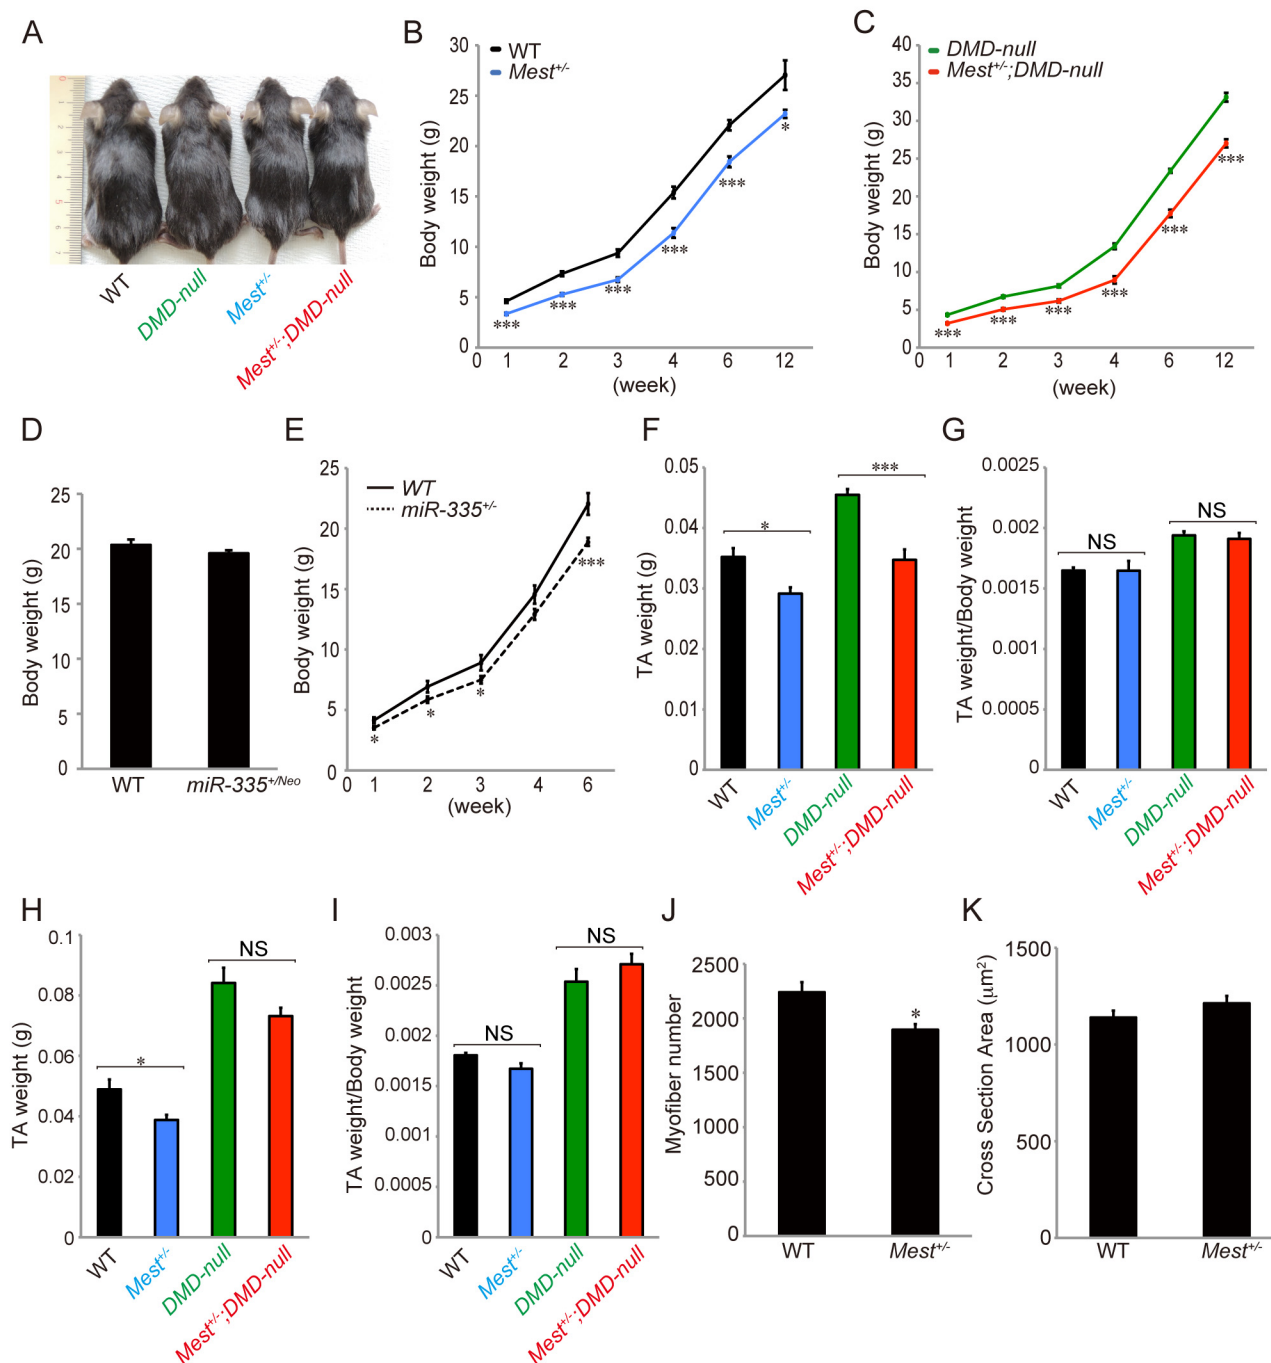 A
WT
DMD-null
Mest+/-
Mest+/-;DMD-null
B
WT
Mest+/-
Body weight (g)
30
25
20
15
10
5
0
***
***
***
***
***
*
0 1 2 3 4 6 12
(week)
C
DMD-null
Mest+/-;DMD-null
Body weight (g)
40
35
30
25
20
15
10
5
0
***
***
***
***
***
***
0 1 2 3 4 6 12
(week)
D
Body weight (g)
25
20
15
10
5
0
WT miR-335+/Neo
E
WT
miR-335+/-
Body weight (g)
25
20
15
10
5
0
*
*
*
***
0 1 2 3 4 6
(week)
F
TA weight (g)
0.05
0.04
0.03
0.02
0.01
0
*
***
WT
Mest+/-
DMD-null
Mest+/-;DMD-null
G
TA weight/Body weight
0.0025
0.002
0.0015
0.001
0.0005
0
NS
NS
WT
Mest+/-
DMD-null
Mest+/-;DMD-null
H
TA weight (g)
0.1
0.08
0.06
0.04
0.02
0
*
NS
WT
Mest+/-
DMD-null
Mest+/-;DMD-null
I
TA weight/Body weight
0.003
0.0025
0.002
0.0015
0.001
0.0005
0
NS
NS
WT
Mest+/-
DMD-null
Mest+/-;DMD-null
J
Myofiber number
2500
2000
1500
1000
500
0
*
WT Mest+/-
K
Cross Section Area (μm2)
1500
1000
500
0
WT Mest+/-